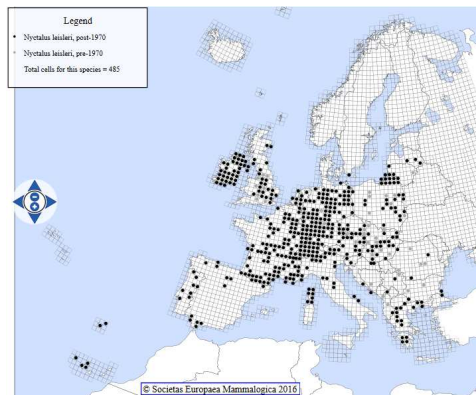 Legend
Nyctalus leisleri, post-1970
Nyctalus leisleri, pre-1970
Total cells for this species = 485
© Societas Europaea Mammalogica 2016